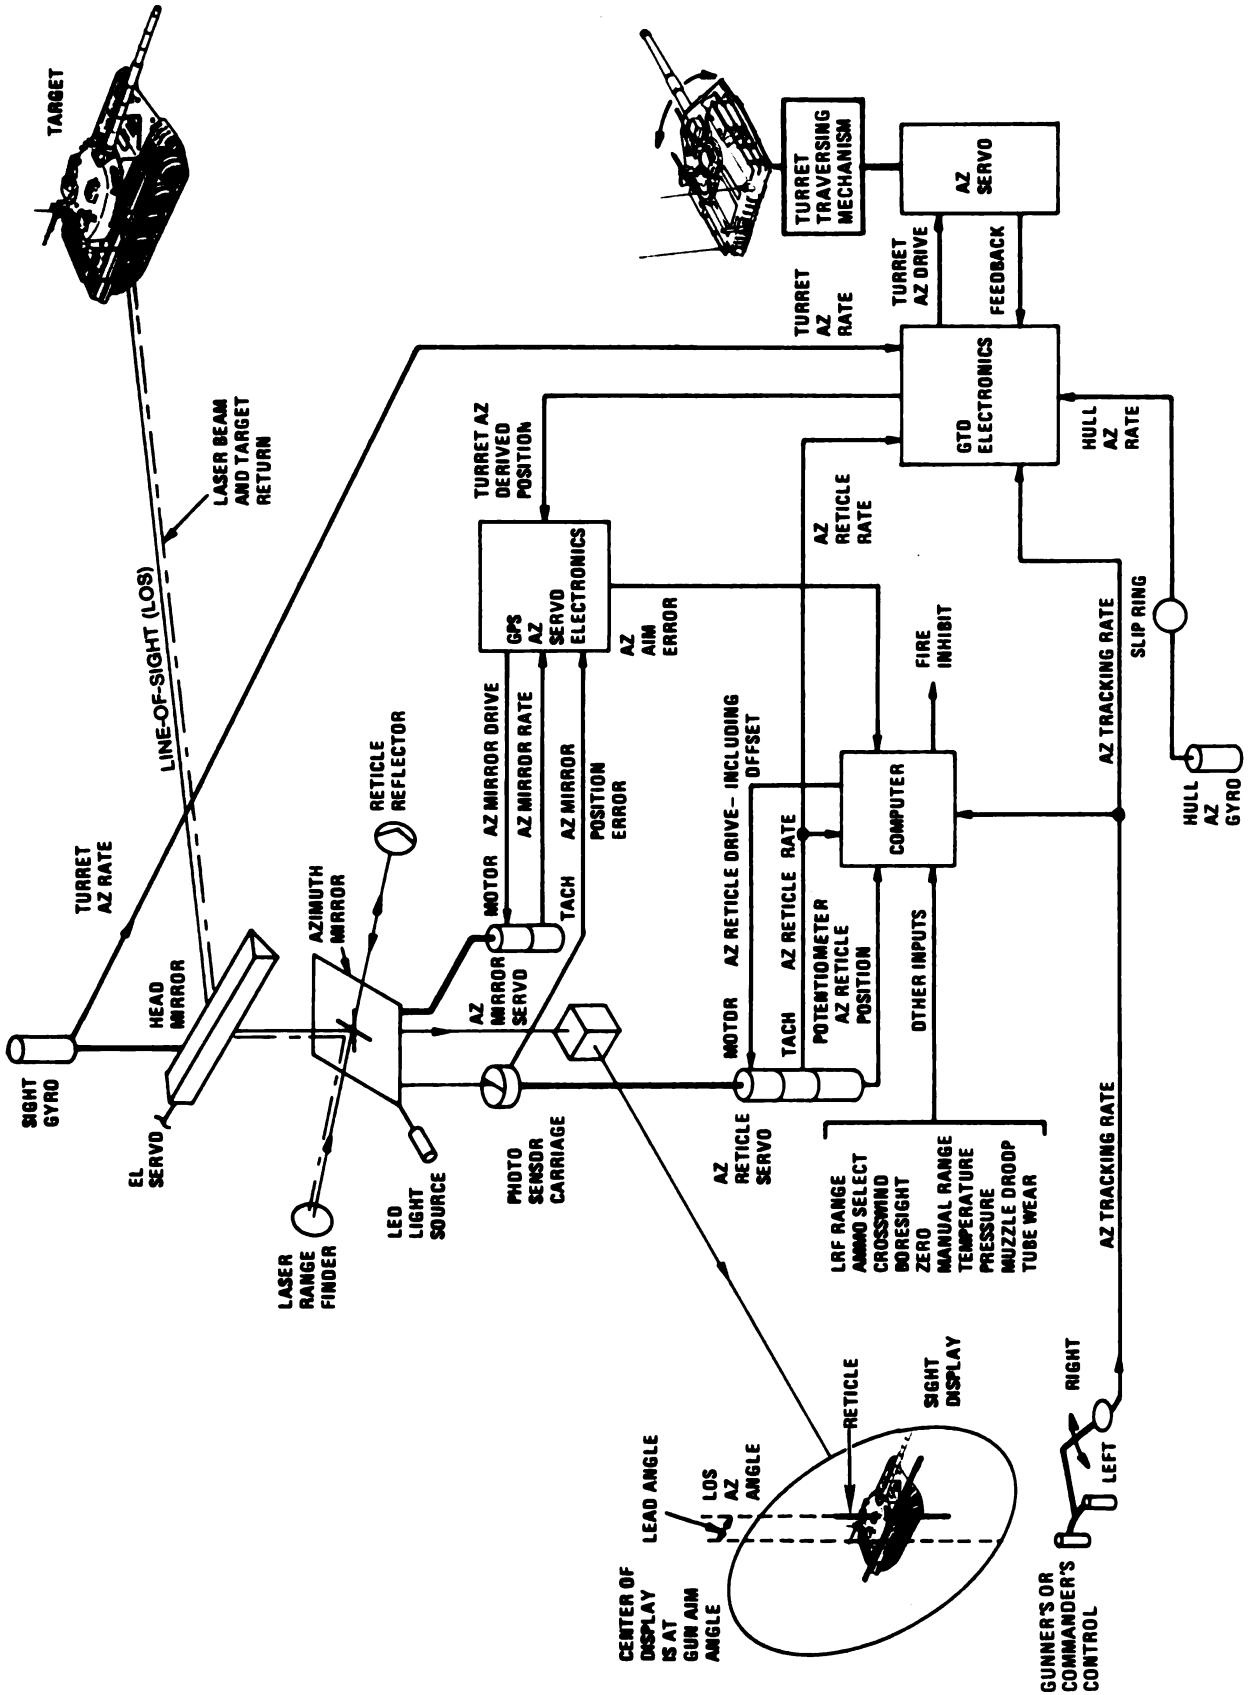 TARGET
LASER BEAM
AND TARGET
RETURN
LINE-OF-SIGHT (LOS)
TURRET
AZ RATE
SIGHT
GYRO
HEAD
MIRROR
EL
SERVO
AZIMUTH
MIRROR
RETICLE
REFLECTOR
LASER
RANGE
FINDER
LED
LIGHT
SOURCE
PHOTO
SENSOR
CARRIAGE
AZ
MIRROR
SERVO
MOTOR
TACH
AZ MIRROR DRIVE
AZ MIRROR RATE
AZ MIRROR
POSITION
ERROR
GPS
AZ
SERVO
ELECTRONICS
TURRET AZ
DERIVED
POSITION
AZ
AIM
ERROR
TURRET
AZ
RATE
TURRET
TRAVERSING
MECHANISM
AZ
SERVO
TURRET
AZ DRIVE
FEEDBACK
GTD
ELECTRONICS
AZ
RETICLE
RATE
HULL
AZ
RATE
SLIP RING
HULL
AZ
GYRO
AZ TRACKING RATE
FIRE
INHIBIT
COMPUTER
AZ RETICLE DRIVE– INCLUDING
OFFSET
AZ RETICLE RATE
MOTOR
TACH
POTENTIOMETER
AZ RETICLE
POSITION
OTHER INPUTS
AZ
RETICLE
SERVO
LRF RANGE
AMMO SELECT
CROSSWIND
BORESIGHT
ZERO
MANUAL RANGE
TEMPERATURE
PRESSURE
MUZZLE DROOP
TUBE WEAR
AZ TRACKING RATE
LEAD ANGLE
LOS
AZ
ANGLE
RETICLE
SIGHT
DISPLAY
CENTER OF
DISPLAY
IS AT
GUN AIM
ANGLE
RIGHT
LEFT
GUNNER'S OR
COMMANDER'S
CONTROL